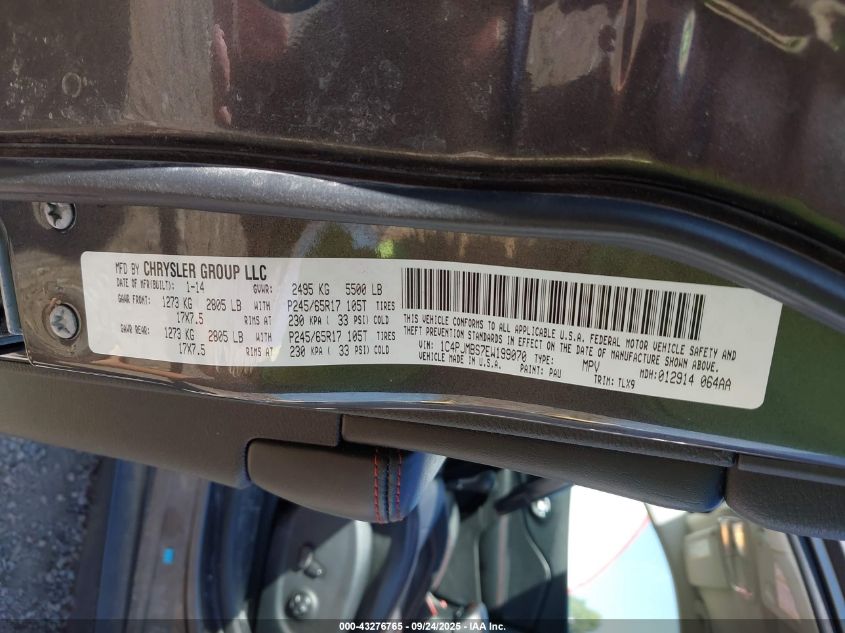 MFD BY CHRYSLER GROUP LLC
DATE OF MFR(BUILT): 1-14 GVWR: 2495 KG 5500 LB
GAWR FRONT: 1273 KG 2805 LB WITH P245/65R17 105T TIRES
17X7.5 RIMS AT 230 KPA ( 33 PSI) COLD
GAWR REAR: 1273 KG 2805 LB WITH P245/65R17 105T TIRES
17X7.5 RIMS AT 230 KPA ( 33 PSI) COLD
THIS VEHICLE CONFORMS TO ALL APPLICABLE U.S.A. FEDERAL MOTOR VEHICLE SAFETY AND
THEFT PREVENTION STANDARDS IN EFFECT ON THE DATE OF MANUFACTURE SHOWN ABOVE.
VIN: 1C4PJMBS7EW199070 TYPE: MPV MDH: 012914 064AA
MADE IN U.S.A. PAINT: PAU TRIM: TLX9
000-43276765 - 09/24/2025 - IAA, Inc.